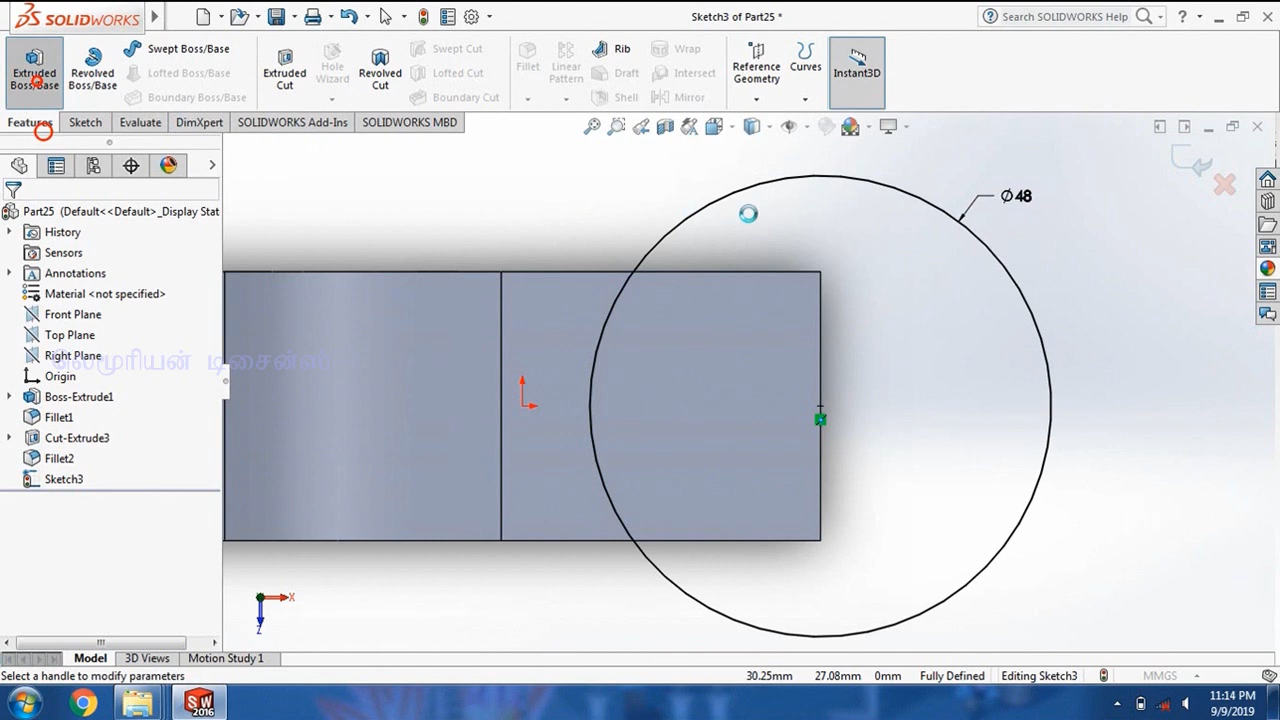 SOLIDWORKS
Sketch3 of Part25 *
Search SOLIDWORKS Help
Extruded Boss/Base
Revolved Boss/Base
Swept Boss/Base
Lofted Boss/Base
Boundary Boss/Base
Extruded Cut
Hole Wizard
Revolved Cut
Swept Cut
Lofted Cut
Boundary Cut
Fillet
Linear Pattern
Rib
Draft
Shell
Wrap
Intersect
Mirror
Reference Geometry
Curves
Instant3D
Features
Sketch
Evaluate
DimXpert
SOLIDWORKS Add-Ins
SOLIDWORKS MBD
Part25 (Default<<Default>_Display Stat
History
Sensors
Annotations
Material <not specified>
Front Plane
Top Plane
Right Plane
லெமுரியன் டிசைன்ஸ்
Origin
Boss-Extrude1
Fillet1
Cut-Extrude3
Fillet2
Sketch3
Ø48
X
Z
Model
3D Views
Motion Study 1
Select a handle to modify parameters
30.25mm
27.08mm
0mm
Fully Defined
Editing Sketch3
MMGS
SW
2016
11:14 PM
9/9/2019